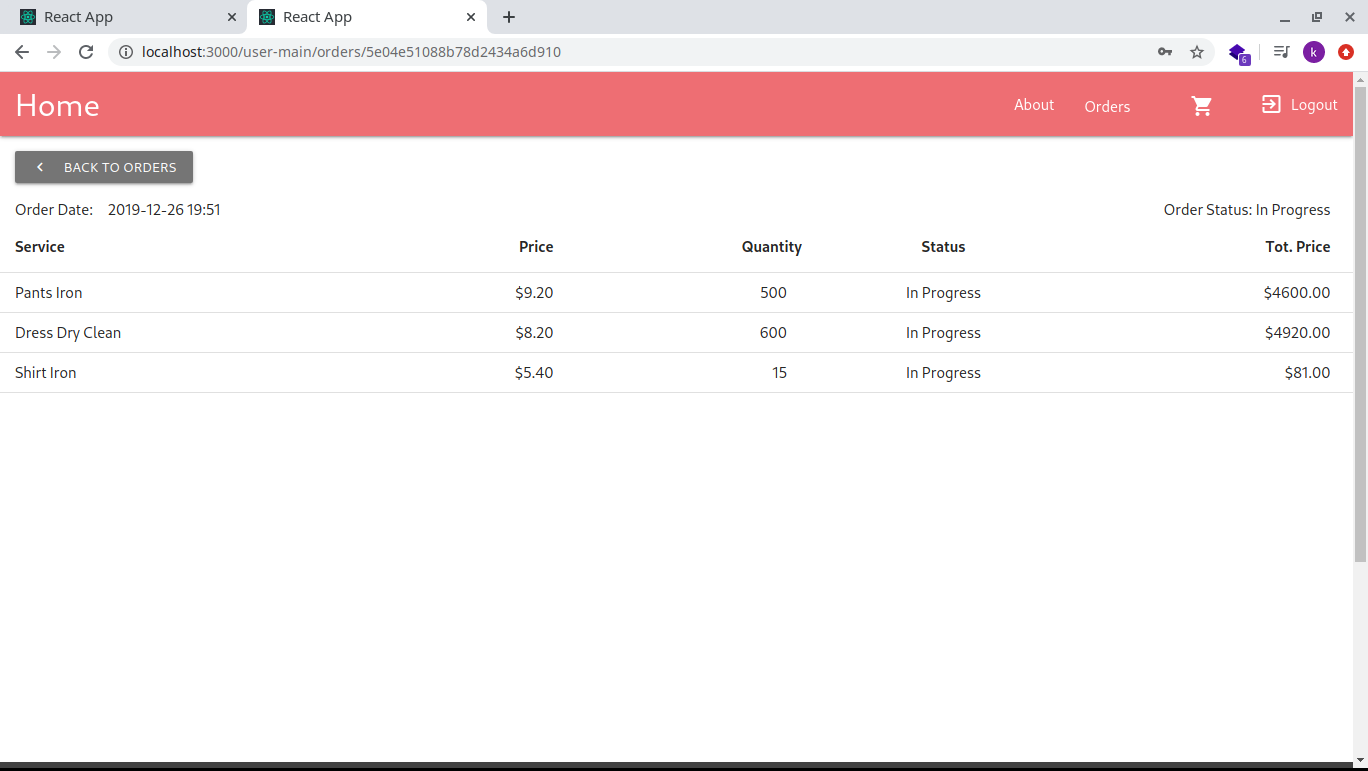 React App
React App
localhost:3000/user-main/orders/5e04e51088b78d2434a6d910
6
k
Home
About
Orders
Logout
BACK TO ORDERS
Order Date: 2019-12-26 19:51
Order Status: In Progress
Service Price Quantity Status Tot. Price
Pants Iron $9.20 500 In Progress $4600.00
Dress Dry Clean $8.20 600 In Progress $4920.00
Shirt Iron $5.40 15 In Progress $81.00